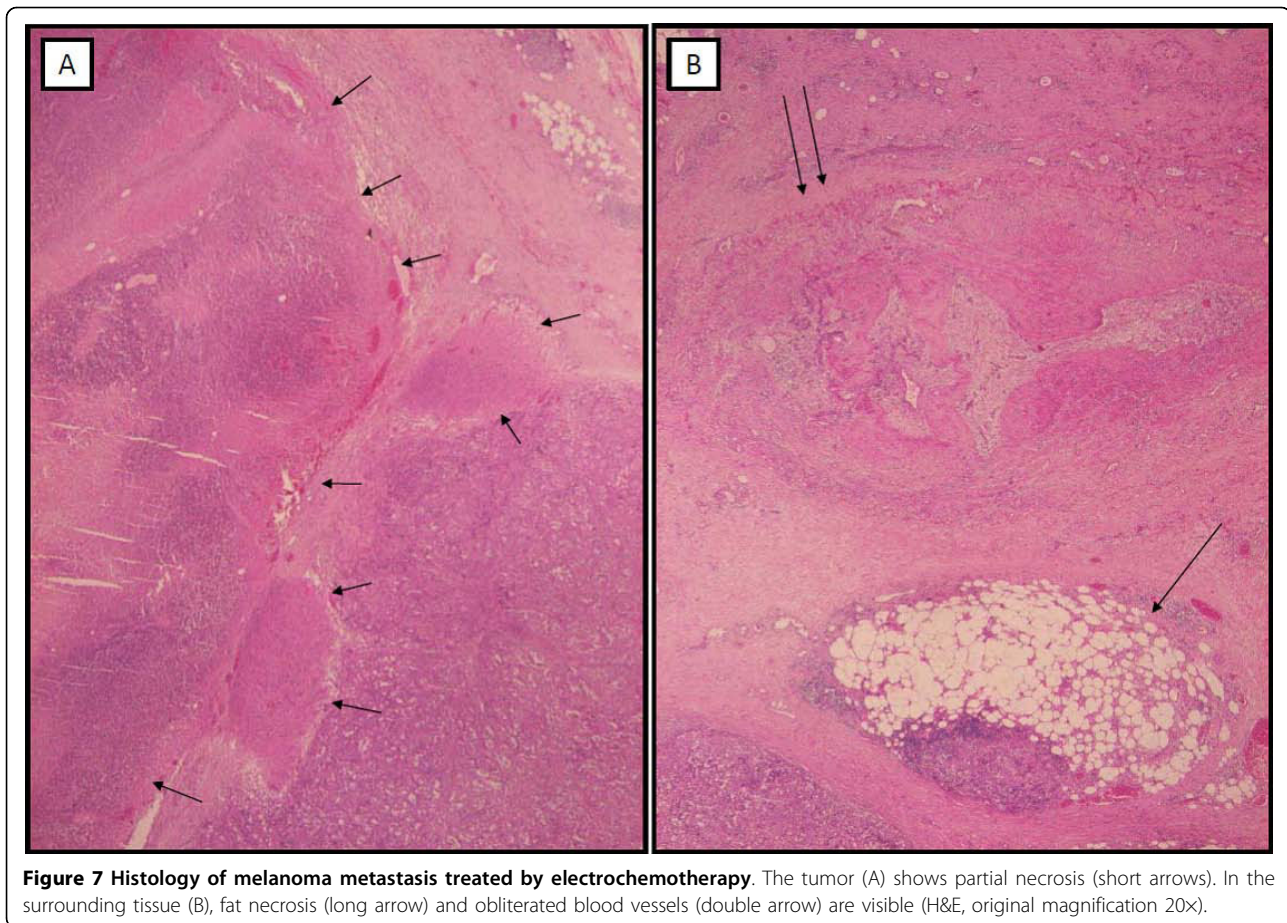 A
B
Figure 7 Histology of melanoma metastasis treated by electrochemotherapy. The tumor (A) shows partial necrosis (short arrows). In the
surrounding tissue (B), fat necrosis (long arrow) and obliterated blood vessels (double arrow) are visible (H&E, original magnification 20×).